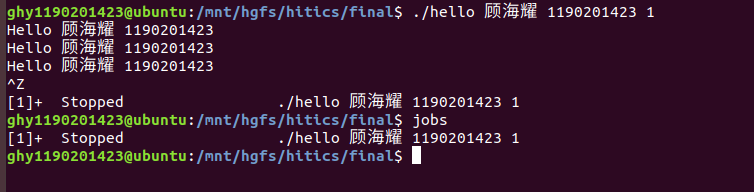 ghy1190201423@ubuntu:/mnt/hgfs/hitics/final$ ./hello 顾海耀 1190201423 1
Hello 顾海耀 1190201423
Hello 顾海耀 1190201423
Hello 顾海耀 1190201423
^Z
[1]+  Stopped                 ./hello 顾海耀 1190201423 1
ghy1190201423@ubuntu:/mnt/hgfs/hitics/final$ jobs
[1]+  Stopped                 ./hello 顾海耀 1190201423 1
ghy1190201423@ubuntu:/mnt/hgfs/hitics/final$